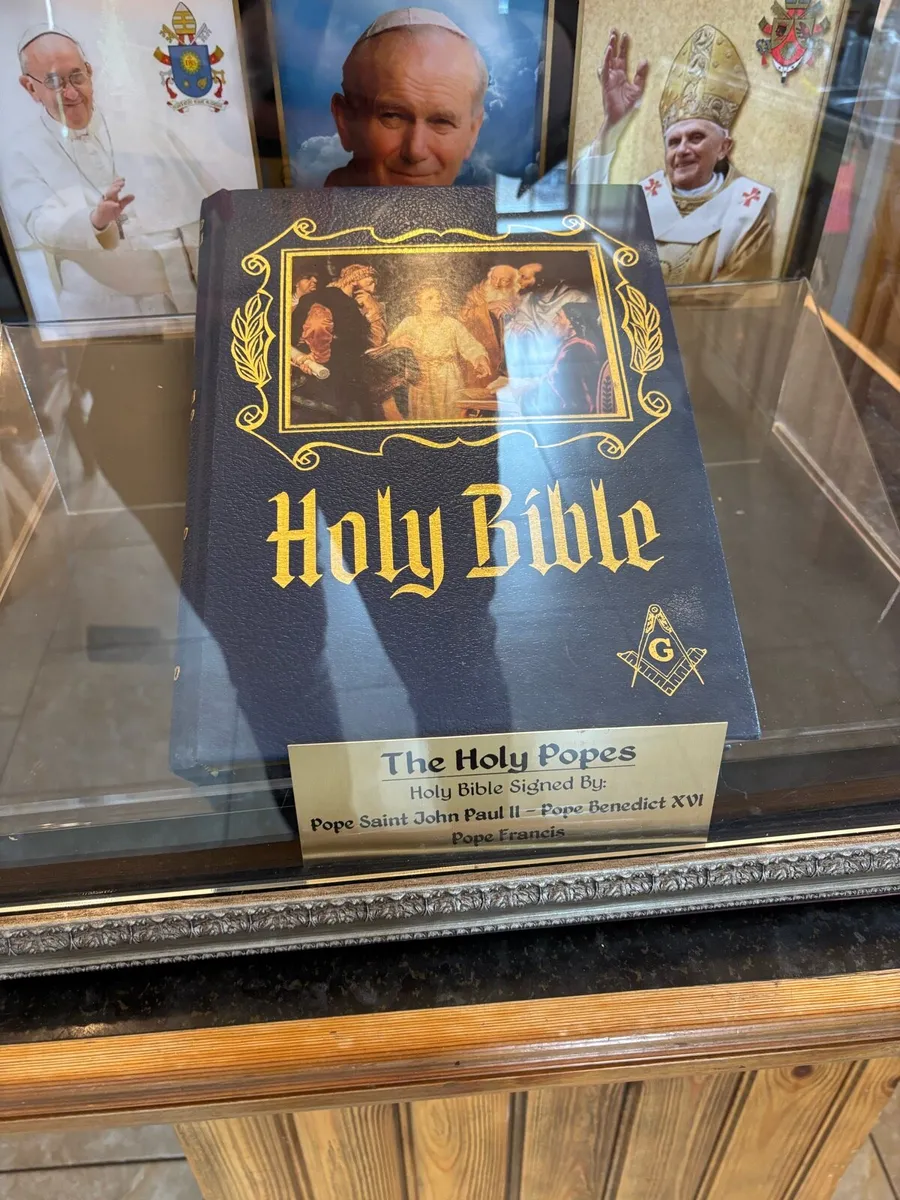 Holy Bible
G
The Holy Popes
Holy Bible Signed By:
Pope Saint John Paul II – Pope Benedict XVI
Pope Francis